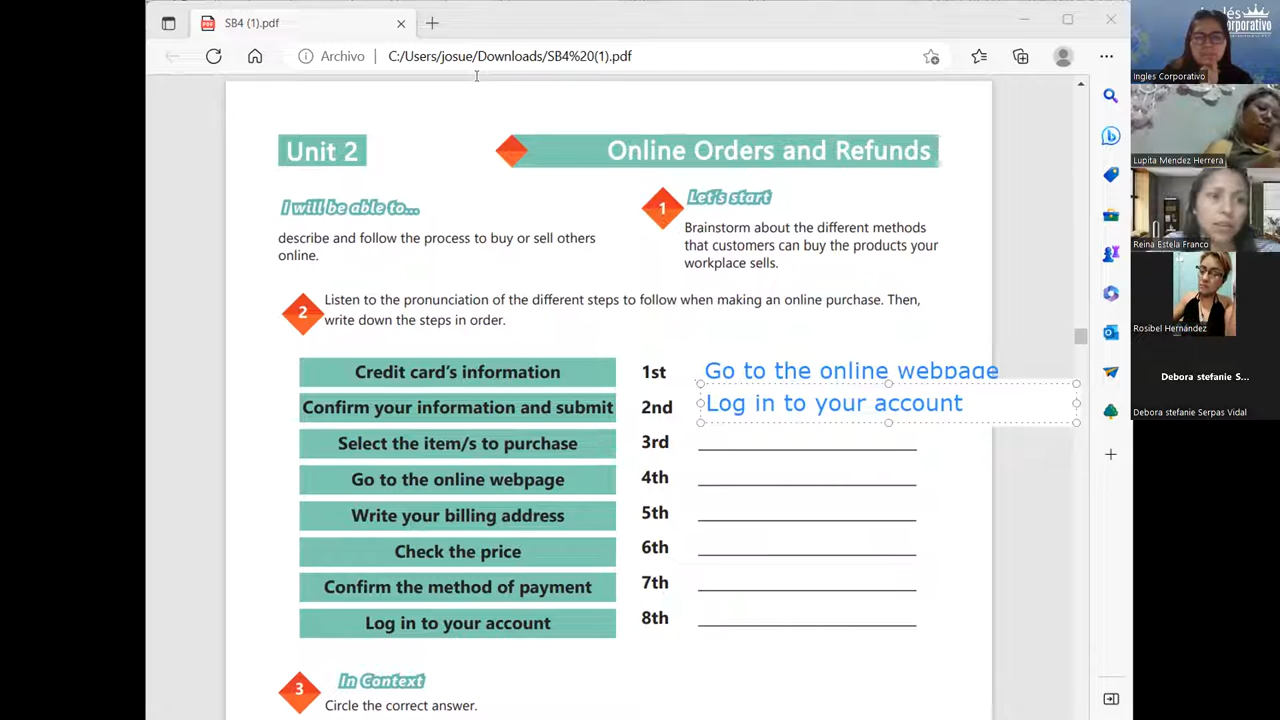 SB4 (1).pdf
Archivo
C:/Users/josue/Downloads/SB4%20(1).pdf
Unit 2
Online Orders and Refunds
I will be able to...
describe and follow the process to buy or sell others
online.
1
Let's start
Brainstorm about the different methods
that customers can buy the products your
workplace sells.
2
Listen to the pronunciation of the different steps to follow when making an online purchase. Then,
write down the steps in order.
Credit card's information
1st
Go to the online webpage
Confirm your information and submit
2nd
Log in to your account
Select the item/s to purchase
3rd
Go to the online webpage
4th
Write your billing address
5th
Check the price
6th
Confirm the method of payment
7th
Log in to your account
8th
3
In Context
Circle the correct answer.
Inglés
Corporativo
Ingles Corporativo
Lupita Mendez Herrera
Reina Estela Franco
Rosibel Hernández
Debora stefanie S...
Debora stefanie Serpas Vidal